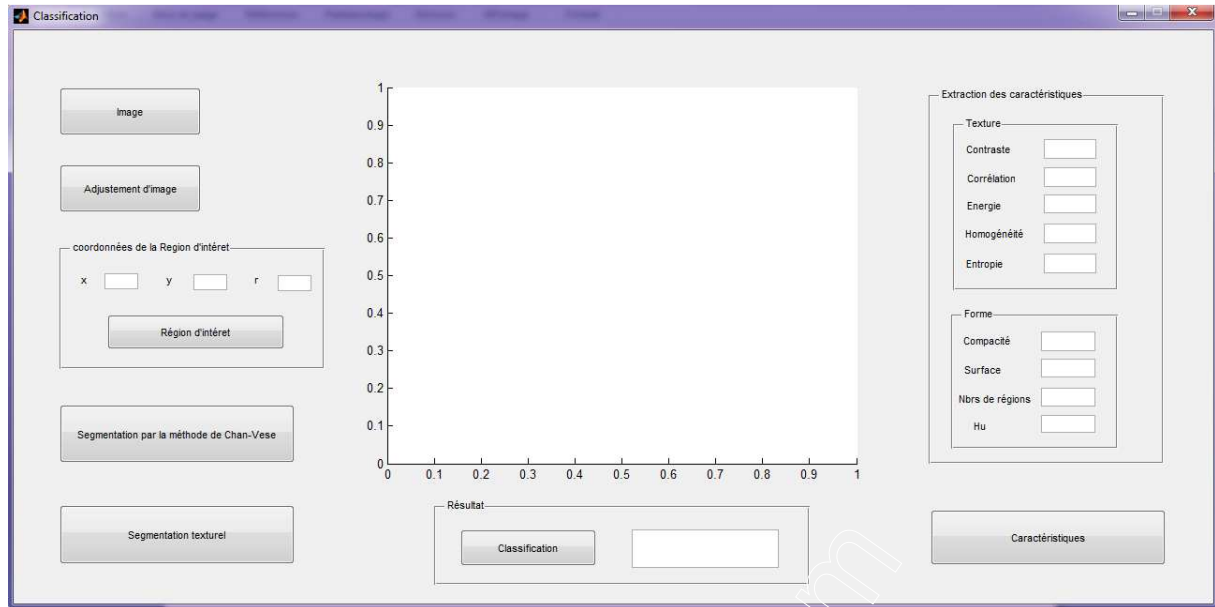 Classification
Image
Adjustement d'image
coordonnées de la Region d'intéret
x y r
Région d'intéret
Segmentation par la méthode de Chan-Vese
Segmentation texturel
1
0.9
0.8
0.7
0.6
0.5
0.4
0.3
0.2
0.1
0
0 0.1 0.2 0.3 0.4 0.5 0.6 0.7 0.8 0.9 1
Résultat
Classification
Extraction des caractéristiques
Texture
Contraste
Corrélation
Energie
Homogénéité
Entropie
Forme
Compacité
Surface
Nbrs de régions
Hu
Caractéristiques